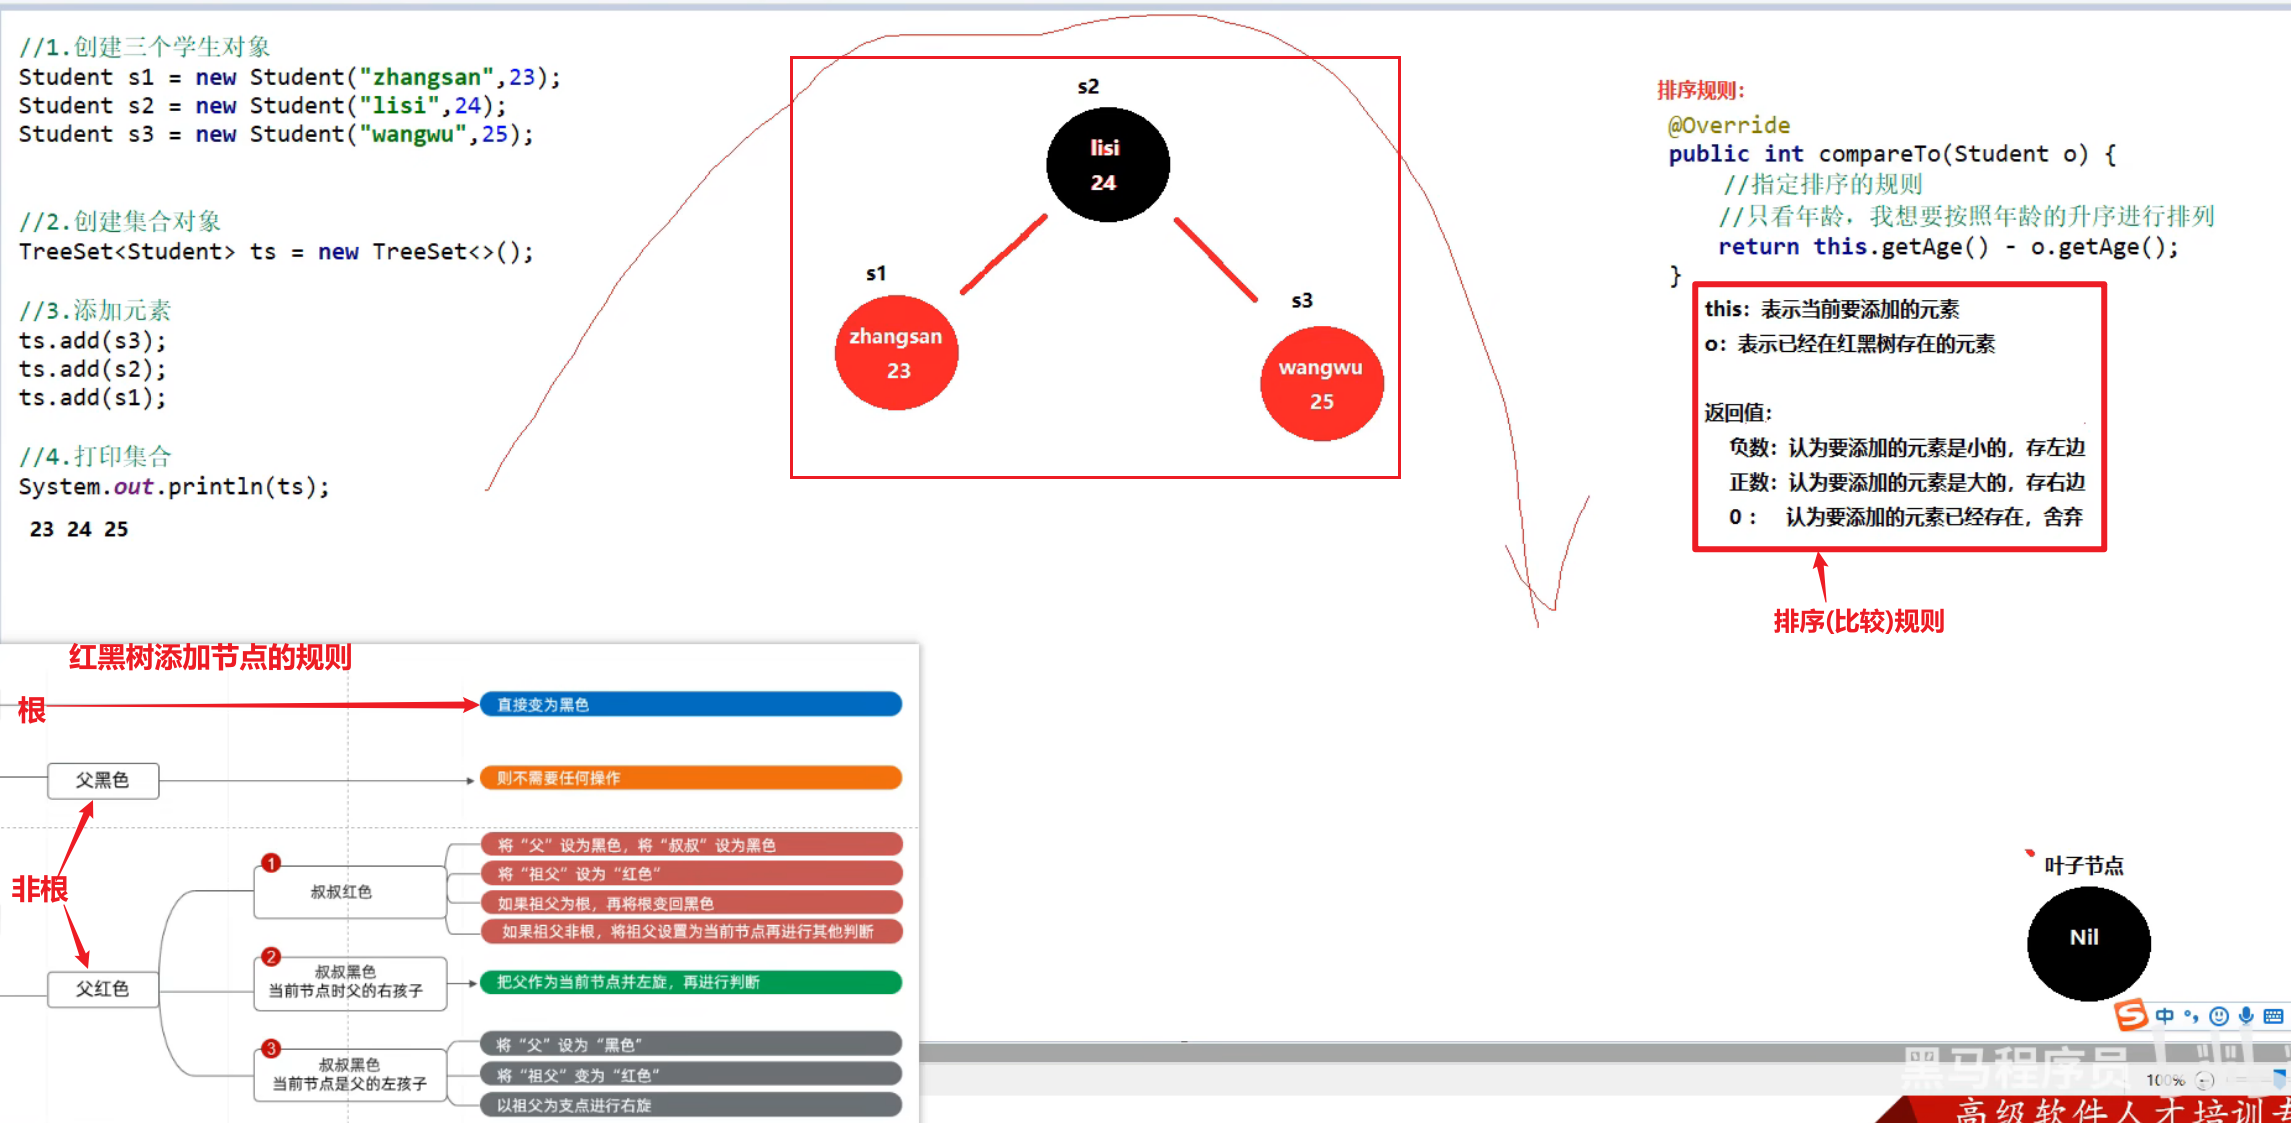 //1.创建三个学生对象
Student s1 = new Student("zhangsan",23);
Student s2 = new Student("lisi",24);
Student s3 = new Student("wangwu",25);
//2.创建集合对象
TreeSet<Student> ts = new TreeSet<>();
//3.添加元素
ts.add(s3);
ts.add(s2);
ts.add(s1);
//4.打印集合
System.out.println(ts);
23 24 25
s2
lisi
24
s1
zhangsan
23
s3
wangwu
25
排序规则：
@Override
public int compareTo(Student o) {
//指定排序的规则
//只看年龄，我想要按照年龄的升序进行排列
return this.getAge() - o.getAge();
}
this：表示当前要添加的元素
o：表示已经在红黑树存在的元素
返回值：
负数：认为要添加的元素是小的，存左边
正数：认为要添加的元素是大的，存右边
0：  认为要添加的元素已经存在，舍弃
排序(比较)规则
红黑树添加节点的规则
根
直接变为黑色
父黑色
则不需要任何操作
非根
父红色
1
叔叔红色
将“父”设为黑色，将“叔叔”设为黑色
将“祖父”设为“红色”
如果祖父为根，再将根变回黑色
如果祖父非根，将祖父设置为当前节点再进行其他判断
2
叔叔黑色
当前节点时父的右孩子
把父作为当前节点并左旋，再进行判断
3
叔叔黑色
当前节点是父的左孩子
将“父”设为“黑色”
将“祖父”变为“红色”
以祖父为支点进行右旋
叶子节点
Nil
中
黑马程序员
100%
高级软件人才培训